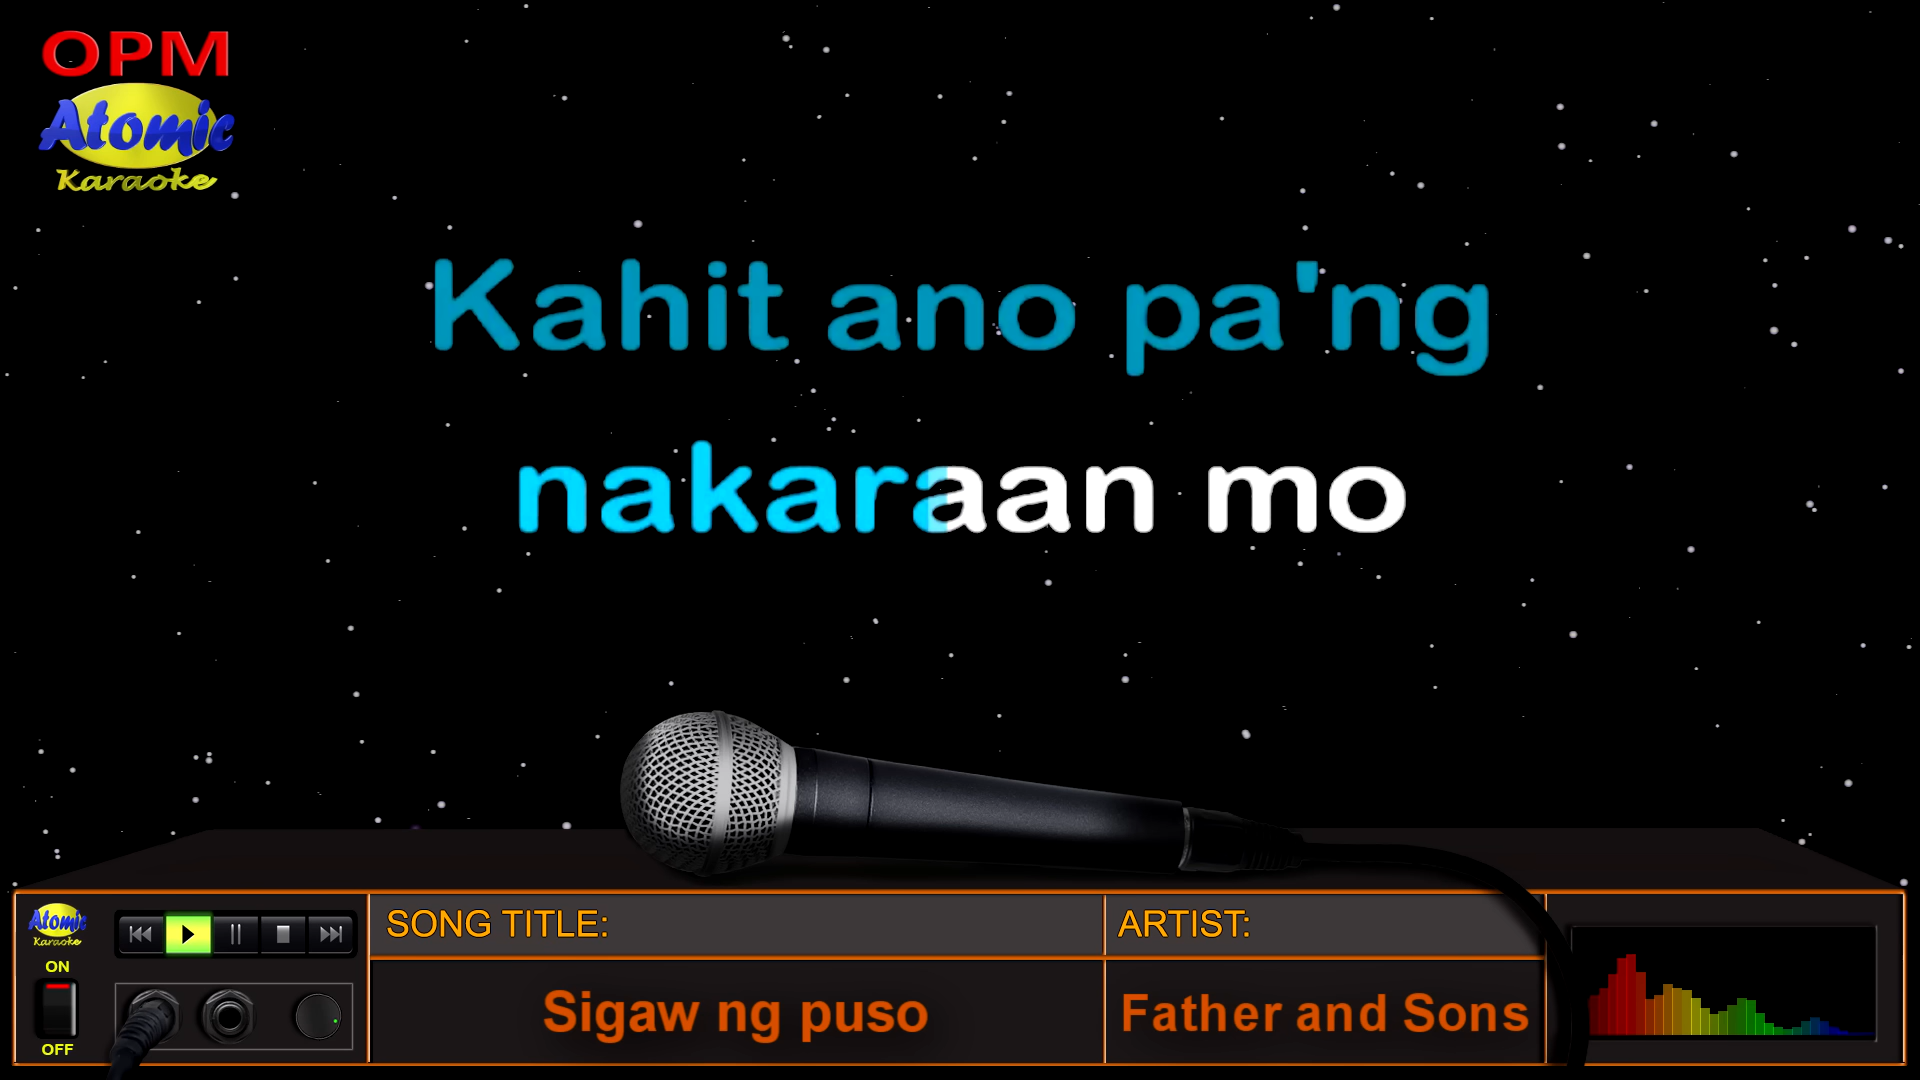 OPM
Atomic
Karaoke
Kahit ano pa'ng
nakaraan mo
Atomic
Karaoke
ON
OFF
SONG TITLE:
Sigaw ng puso
ARTIST:
Father and Sons